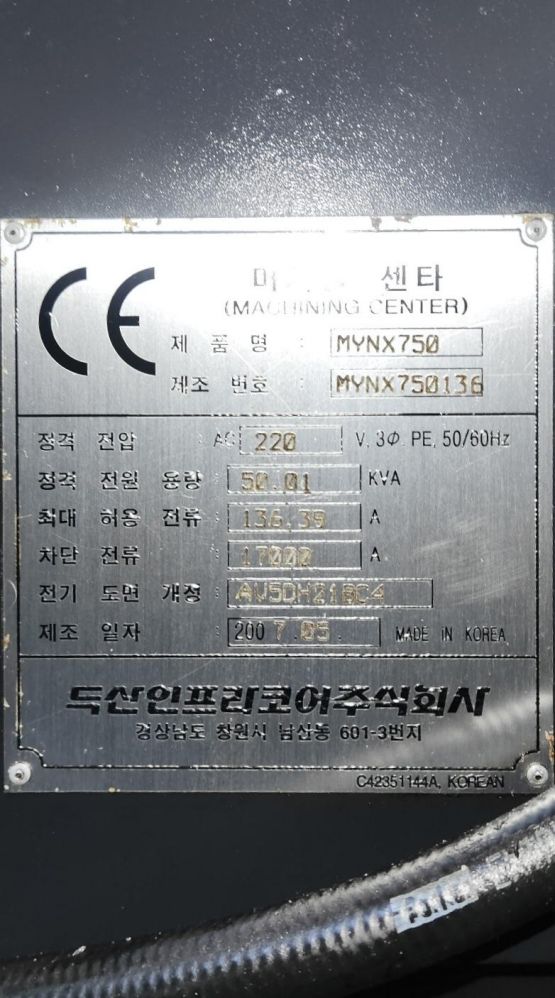 CE
센타
(MACHINING CENTER)
제 품 명 : MYNX750
제조 번호 : MYNX750136
정격 전압 : AC 220 V, 3Φ PE, 50/60Hz
정격 전원 용량 : 50.01 KVA
최대 허용 전류 : 136.39 A
차단 전류 : 17000 A
전기 도면 개정 :
제조 일자 : 2007.05. MADE IN KOREA
두산인프라코어주식회사
경상남도 창원시 남산동 601-3번지
C42351144A, KOREAN